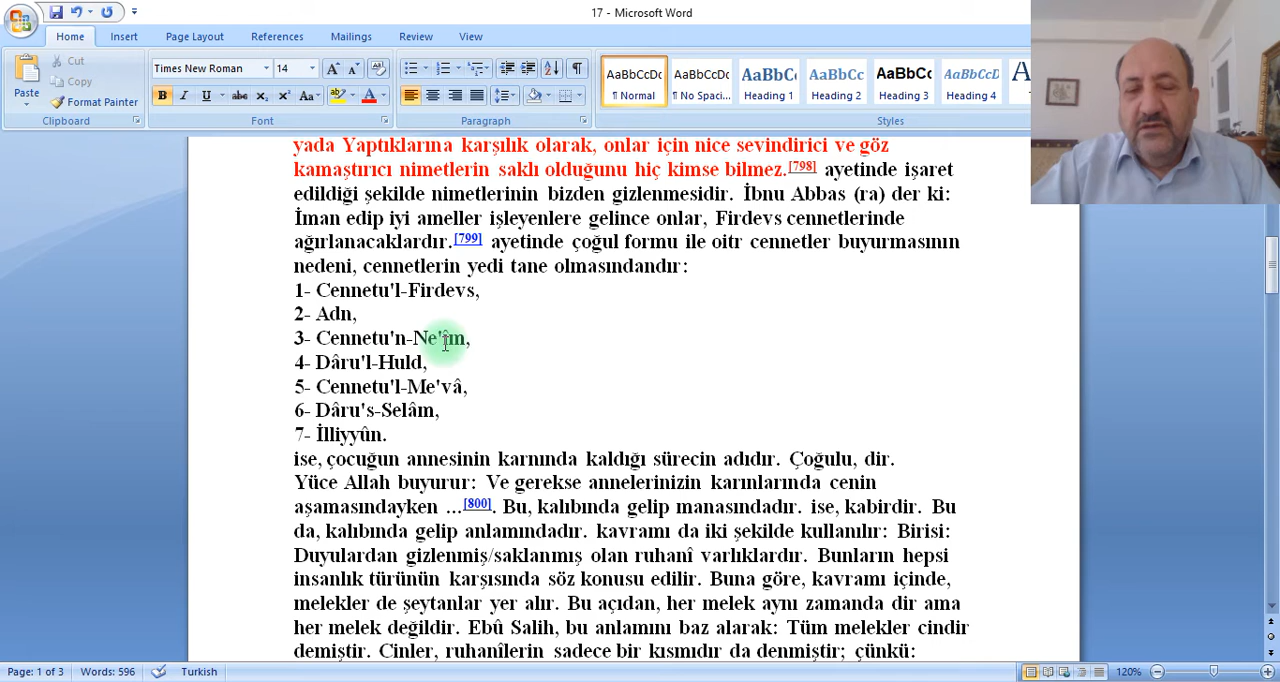 17 - Microsoft Word
Home Insert Page Layout References Mailings Review View
Paste
Cut
Copy
Format Painter
Clipboard
Times New Roman 14
Font
Paragraph
AaBbCcDc AaBbCcDc AaBbCc AaBbCc AaBbCc AaBbCcD
¶ Normal ¶ No Spaci... Heading 1 Heading 2 Heading 3 Heading 4
Styles
yada Yaptıklarına karşılık olarak, onlar için nice sevindirici ve göz
kamaştırıcı nimetlerin saklı olduğunu hiç kimse bilmez.[798] ayetinde işaret
edildiği şekilde nimetlerinin bizden gizlenmesidir. İbnu Abbas (ra) der ki:
İman edip iyi ameller işleyenlere gelince onlar, Firdevs cennetlerinde
ağırlanacaklardır.[799] ayetinde çoğul formu ile oitr cennetler buyurmasının
nedeni, cennetlerin yedi tane olmasındandır:
1- Cennetu'l-Firdevs,
2- Adn,
3- Cennetu'n-Ne'îm,
4- Dâru'l-Huld,
5- Cennetu'l-Me'vâ,
6- Dâru's-Selâm,
7- İlliyyûn.
ise, çocuğun annesinin karnında kaldığı sürecin adıdır. Çoğulu, dir.
Yüce Allah buyurur: Ve gerekse annelerinizin karınlarında cenin
aşamasındayken ...[800]. Bu, kalıbında gelip manasındadır. ise, kabirdir. Bu
da, kalıbında gelip anlamındadır. kavramı da iki şekilde kullanılır: Birisi:
Duyulardan gizlenmiş/saklanmış olan ruhanî varlıklardır. Bunların hepsi
insanlık türünün karşısında söz konusu edilir. Buna göre, kavramı içinde,
melekler de şeytanlar yer alır. Bu açıdan, her melek aynı zamanda dir ama
her melek değildir. Ebû Salih, bu anlamını baz alarak: Tüm melekler cindir
demiştir. Cinler, ruhanîlerin sadece bir kısmıdır da denmiştir; çünkü:
Page: 1 of 3 Words: 596 Turkish 120%